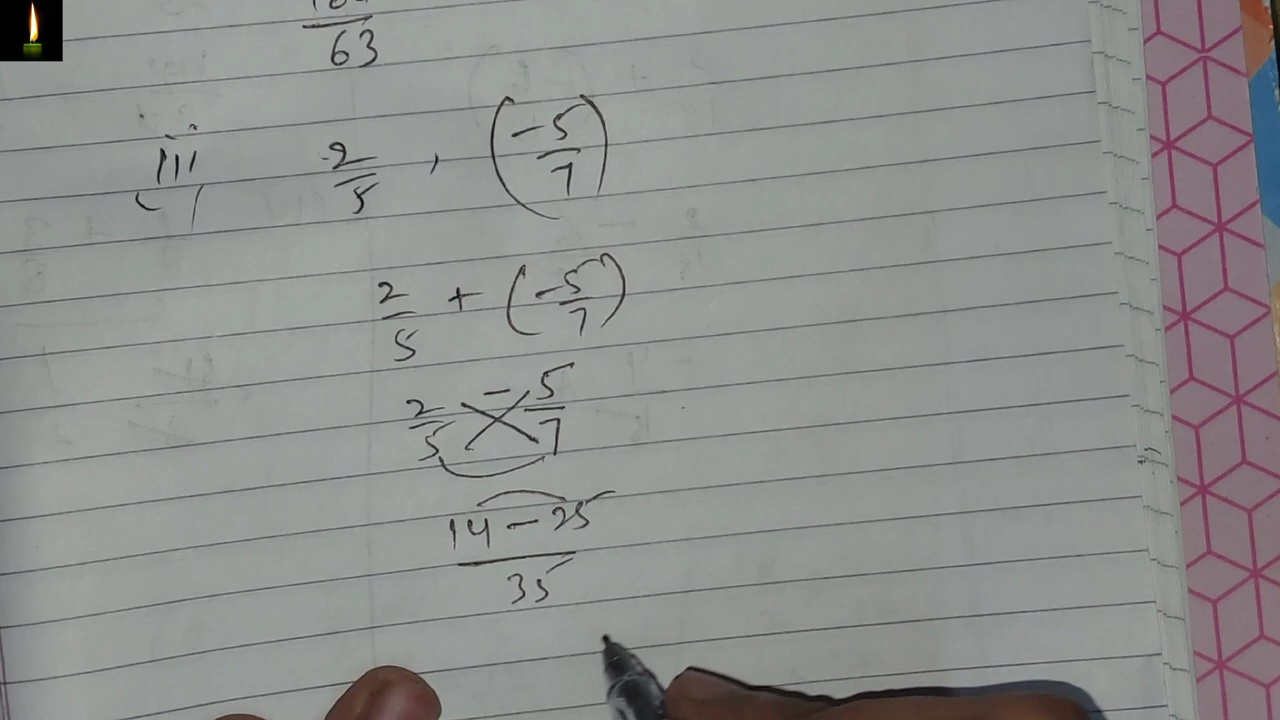 63
iii) 2/5 , (-5/7)
2/5 + (-5/7)
2/5 - 5/7
14 - 25
35